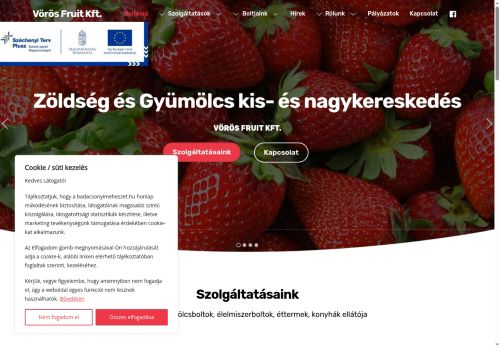 Vörös Fruit Kft.
Nyitólap
Szolgáltatások
Boltjaink
Hírek
Rólunk
Pályázatok
Kapcsolat
Széchenyi Terv
Plusz
Zöldség és Gyümölcs kis- és nagykereskedés
VÖRÖS FRUIT KFT.
Szolgáltatásaink
Kapcsolat
Cookie / süti kezelés
Kedves Látogató!
Tájékoztatjuk, hogy a badacsonyimeheszet.hu honlap
működésének biztosítása, látogatóinak magasabb szintű
kiszolgálása, látogatottsági statisztikák készítése, illetve
marketing tevékenységünk támogatása érdekében cookie-
kat alkalmazunk.
Az Elfogadom gomb megnyomásával Ön hozzájárulását
adja a cookie-k, alábbi linken elérhető tájékoztatóban
foglaltak szerinti, kezeléséhez.
Kérjük, vegye figyelembe, hogy amennyiben nem fogadja
el, úgy a weboldal egyes funkciói nem lesznek
használhatók. Bővebben
Nem fogadom el
Összes elfogadása
Szolgáltatásaink
ölcsboltok, élelmiszerboltok, éttermek, konyhák ellátója